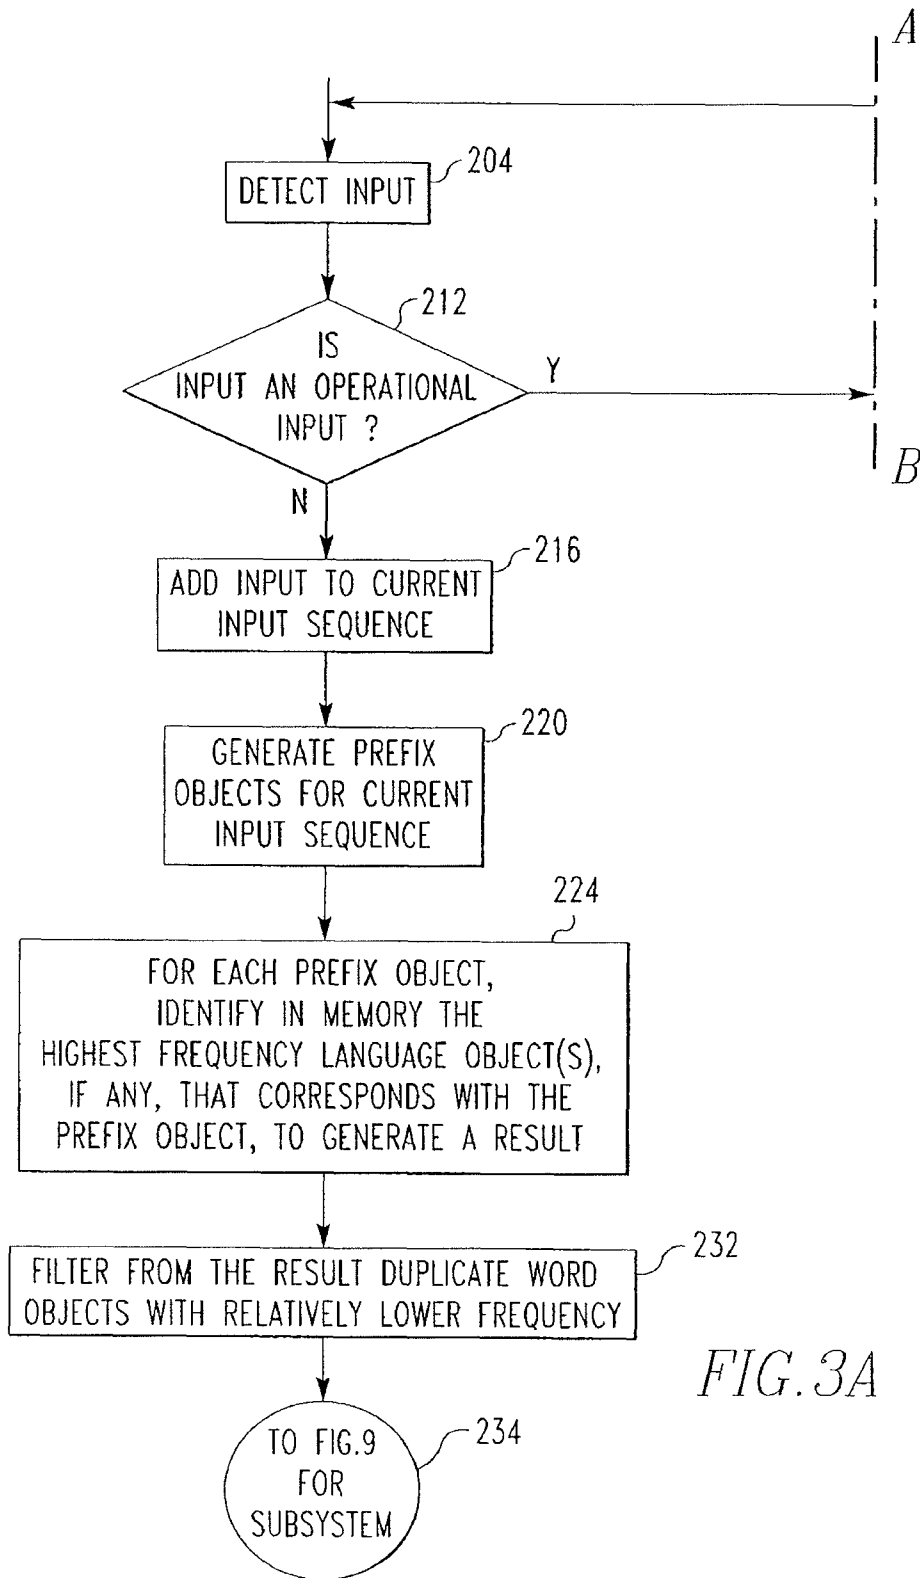 A
204
DETECT INPUT
212
IS
INPUT AN OPERATIONAL
INPUT ?
Y
B
N
216
ADD INPUT TO CURRENT
INPUT SEQUENCE
220
GENERATE PREFIX
OBJECTS FOR CURRENT
INPUT SEQUENCE
224
FOR EACH PREFIX OBJECT,
IDENTIFY IN MEMORY THE
HIGHEST FREQUENCY LANGUAGE OBJECT(S),
IF ANY, THAT CORRESPONDS WITH THE
PREFIX OBJECT, TO GENERATE A RESULT
232
FILTER FROM THE RESULT DUPLICATE WORD
OBJECTS WITH RELATIVELY LOWER FREQUENCY
FIG.3A
234
TO FIG.9
FOR
SUBSYSTEM